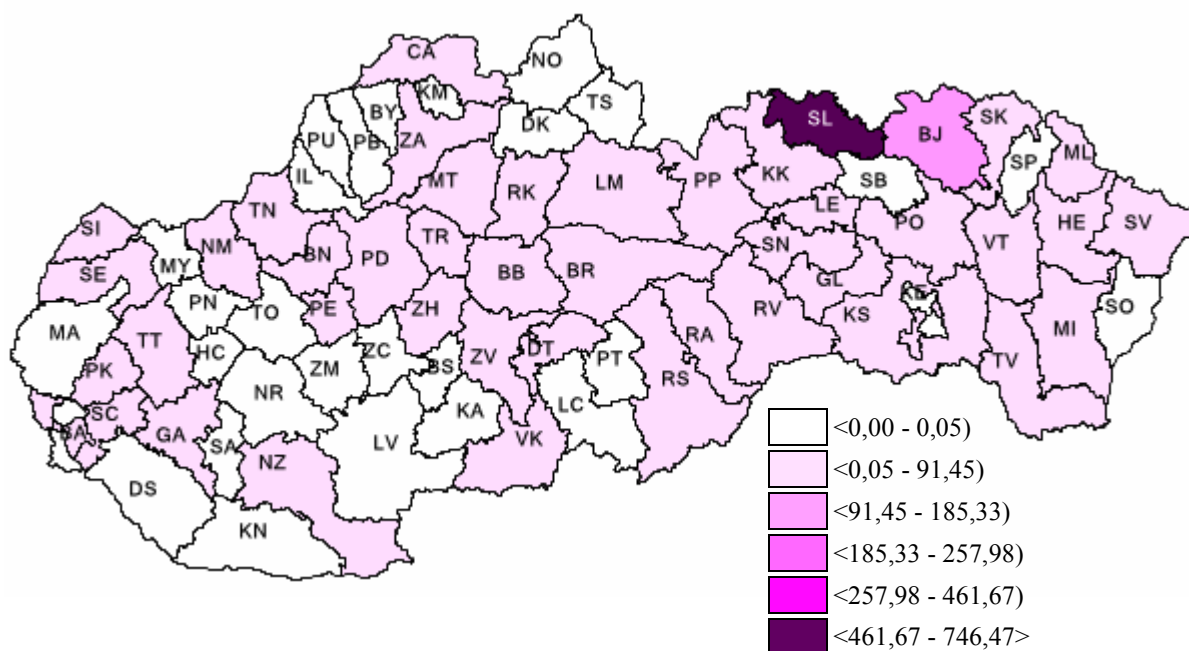 CA
NO
KM
TS
BY
PU
PB
ZA
DK
SL
BJ
SK
SP
ML
IL
MT
RK
LM
PP
KK
SB
LE
PO
HE
SV
TN
SI
NM
TR
SN
VT
SE
MY
BN
PD
BB
BR
GL
PN
TO
PE
ZH
RV
KS
KE
MI
SO
MA
TT
HC
ZM
ZC
BS
ZV
DT
PT
RA
TV
PK
NR
KA
LC
RS
SC
BA
GA
SA
NZ
LV
VK
DS
KN
<0,00 - 0,05)
<0,05 - 91,45)
<91,45 - 185,33)
<185,33 - 257,98)
<257,98 - 461,67)
<461,67 - 746,47>